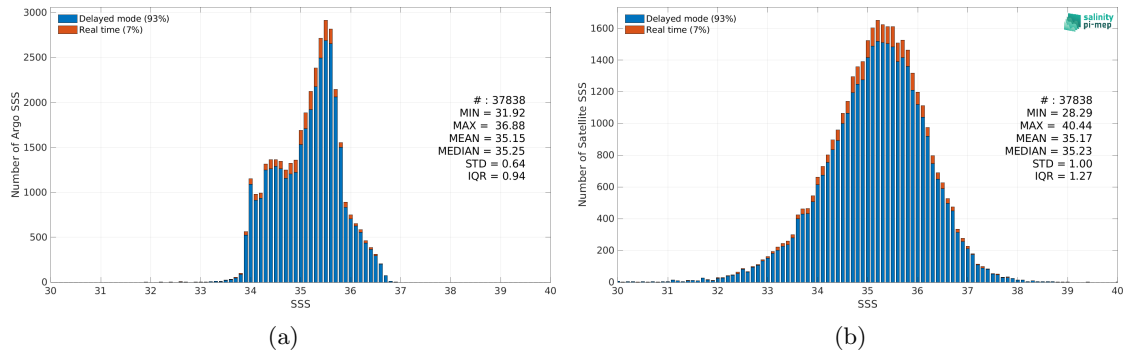 Delayed mode (93%)
Real time (7%)
3000
2500
2000
1500
1000
500
0
Number of Argo SSS
# : 37838
MIN = 31.92
MAX = 36.88
MEAN = 35.15
MEDIAN = 35.25
STD = 0.64
IQR = 0.94
30 31 32 33 34 35 36 37 38 39 40
SSS
(a)
Delayed mode (93%)
Real time (7%)
salinity
pi-mep
1600
1400
1200
1000
800
600
400
200
0
Number of Satellite SSS
# : 37838
MIN = 28.29
MAX = 40.44
MEAN = 35.17
MEDIAN = 35.23
STD = 1.00
IQR = 1.27
30 31 32 33 34 35 36 37 38 39 40
SSS
(b)